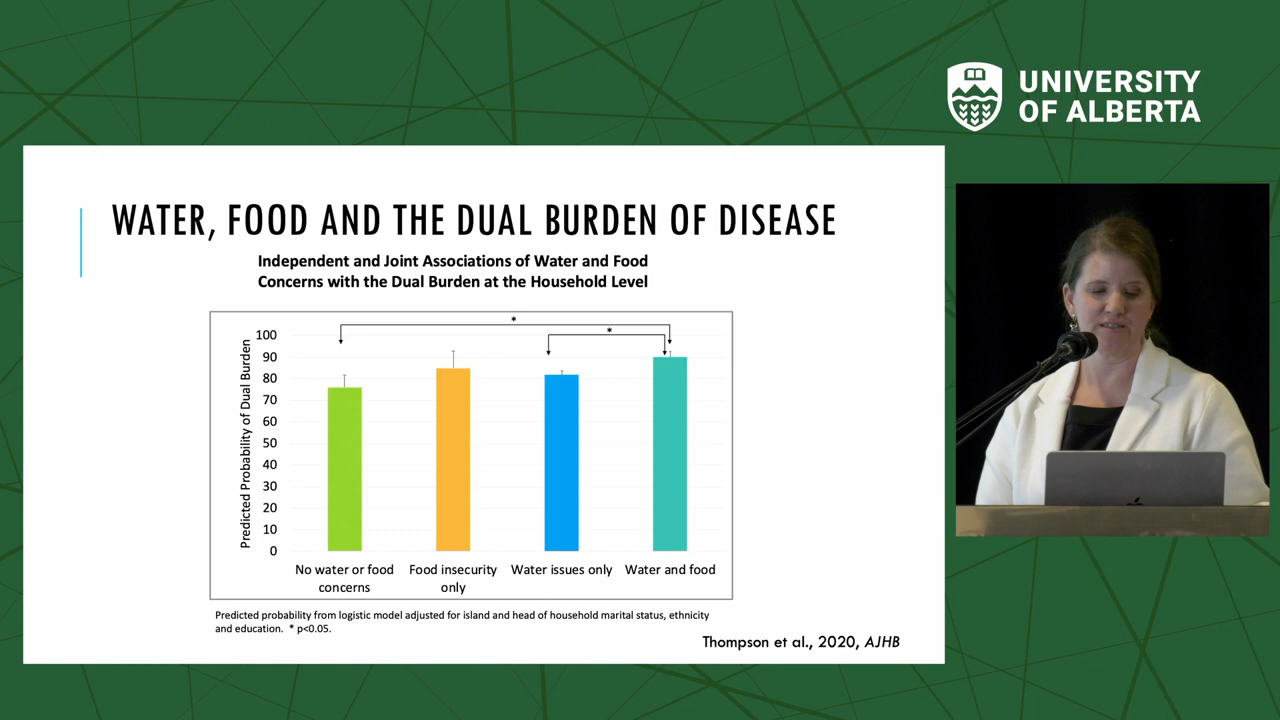 UNIVERSITY
OF ALBERTA
WATER, FOOD AND THE DUAL BURDEN OF DISEASE
Independent and Joint Associations of Water and Food
Concerns with the Dual Burden at the Household Level
Predicted Probability of Dual Burden
100
90
80
70
60
50
40
30
20
10
0
*
*
No water or food
concerns
Food insecurity
only
Water issues only
Water and food
Predicted probability from logistic model adjusted for island and head of household marital status, ethnicity
and education. * p<0.05.
Thompson et al., 2020, AJHB